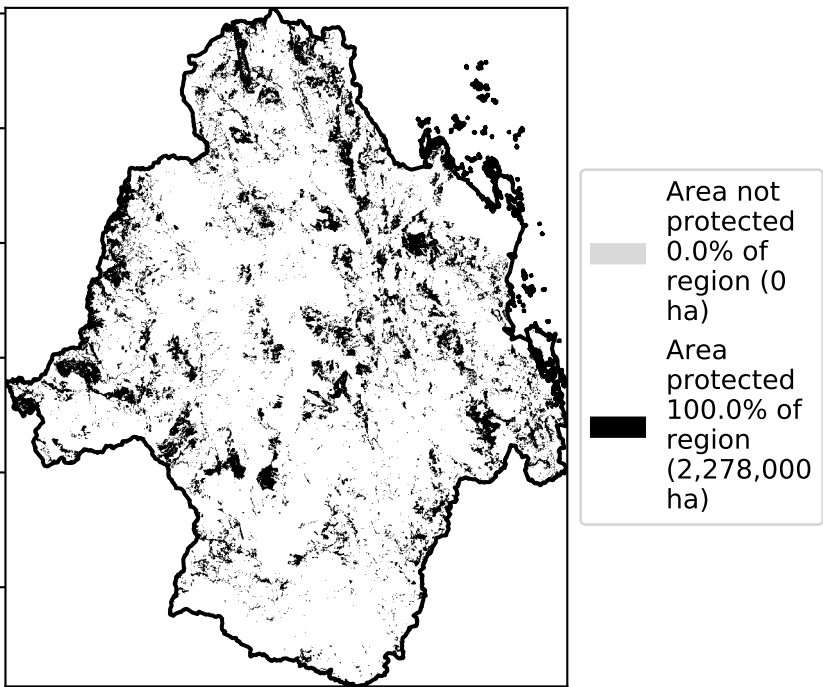 Area not
protected
0.0% of
region (0
ha)
Area
protected
100.0% of
region
(2,278,000
ha)